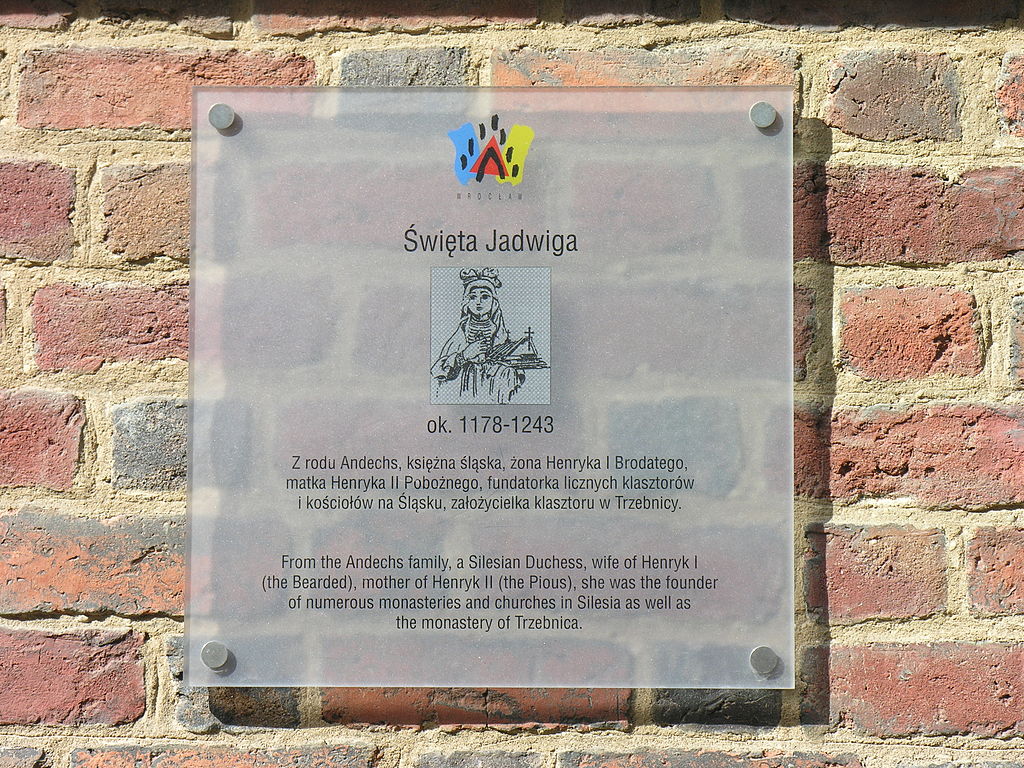 WROCŁAW
Święta Jadwiga
ok. 1178-1243
Z rodu Andechs, księżna śląska, żona Henryka I Brodatego,
matka Henryka II Pobożnego, fundatorka licznych klasztorów
i kościołów na Śląsku, założycielka klasztoru w Trzebnicy.
From the Andechs family, a Silesian Duchess, wife of Henryk I
(the Bearded), mother of Henryk II (the Pious), she was the founder
of numerous monasteries and churches in Silesia as well as
the monastery of Trzebnica.